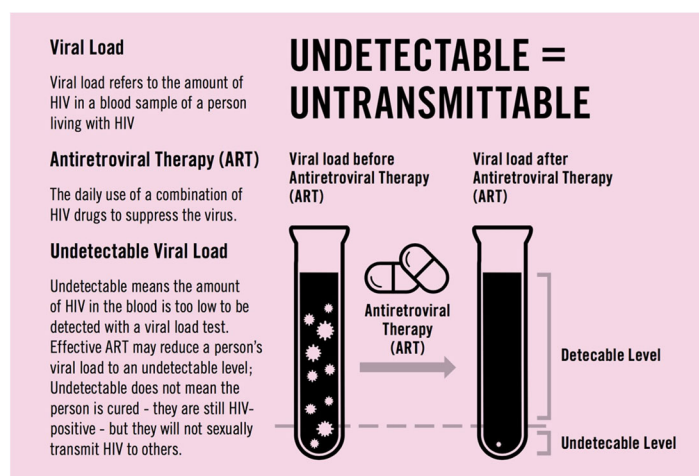 Viral Load
Viral load refers to the amount of
HIV in a blood sample of a person
living with HIV
Antiretroviral Therapy (ART)
The daily use of a combination of
HIV drugs to suppress the virus.
Undetectable Viral Load
Undetectable means the amount
of HIV in the blood is too low to be
detected with a viral load test.
Effective ART may reduce a person's
viral load to an undetectable level;
Undetectable does not mean the
person is cured - they are still HIV-
positive - but they will not sexually
transmit HIV to others.
UNDETECTABLE =
UNTRANSMITTABLE
Viral load before
Antiretroviral Therapy
(ART)
Viral load after
Antiretroviral Therapy
(ART)
Antiretroviral
Therapy
(ART)
Detecable Level
Undetecable Level